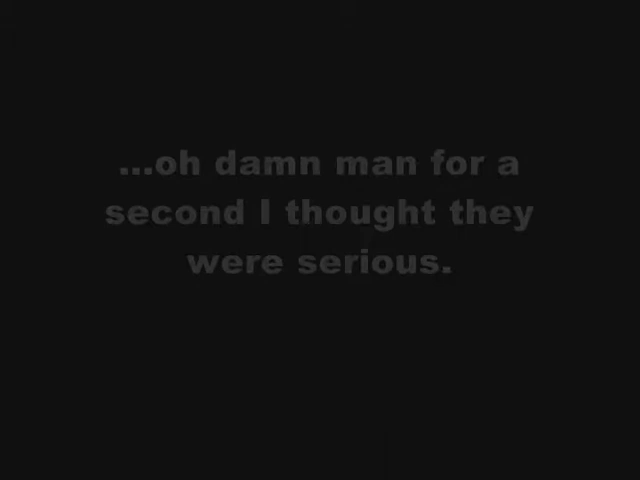 ...oh damn man for a
second I thought they
were serious.